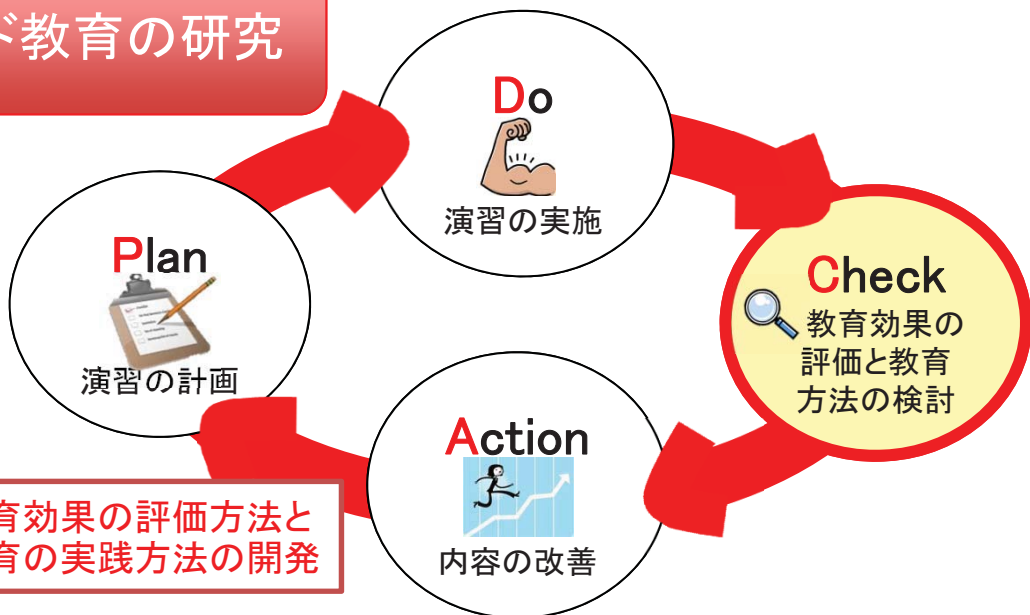 ド教育の研究
Do
演習の実施
Plan
演習の計画
Check
教育効果の
評価と教育
方法の検討
Action
内容の改善
育効果の評価方法と
育の実践方法の開発